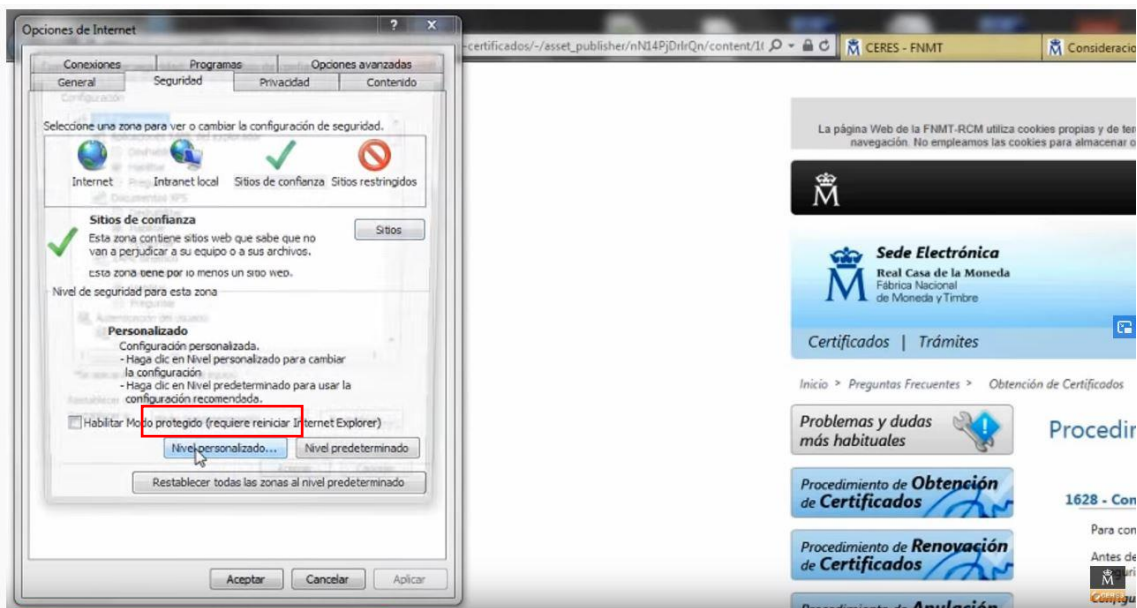 Opciones de Internet
Conexiones
Programas
Opciones avanzadas
General
Seguridad
Privacidad
Contenido
Seleccione una zona para ver o cambiar la configuración de seguridad.
Internet
Intranet local
Sitios de confianza
Sitios restringidos
Sitios de confianza
Esta zona contiene sitios web que sabe que no
van a perjudicar a su equipo o a sus archivos.
Esta zona tiene por lo menos un sitio web.
Sitios
Nivel de seguridad para esta zona
Personalizado
Configuración personalizada.
- Haga clic en Nivel personalizado para cambiar
la configuración
- Haga clic en Nivel predeterminado para usar la
configuración recomendada.
Habilitar Modo protegido (requiere reiniciar Internet Explorer)
Nivel personalizado...
Nivel predeterminado
Restablecer todas las zonas al nivel predeterminado
Aceptar
Cancelar
Aplicar
CERES - FNMT
Consideracio
La página Web de la FNMT-RCM utiliza cookies propias y de ter
navegación. No empleamos las cookies para almacenar o
Sede Electrónica
Real Casa de la Moneda
Fábrica Nacional
de Moneda y Timbre
Certificados | Trámites
Inicio > Preguntas Frecuentes > Obtención de Certificados
Problemas y dudas
más habituales
Procedir
Procedimiento de Obtención
de Certificados
1628 - Con
Para con
Procedimiento de Renovación
de Certificados
Antes de
Procedimiento de Anulación